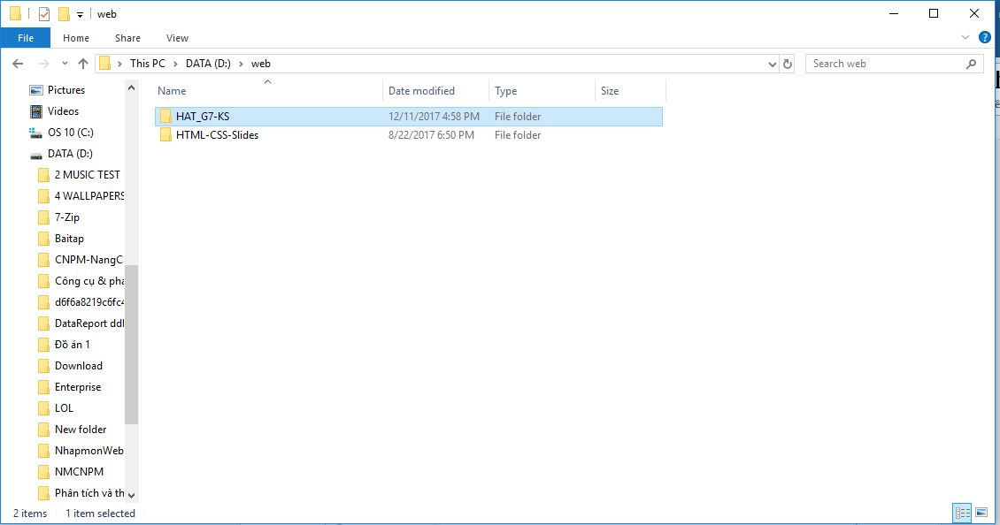 web
File Home Share View
This PC DATA (D:) web
Search web
Name Date modified Type Size
HAT_G7-KS 12/11/2017 4:58 PM File folder
HTML-CSS-Slides 8/22/2017 6:50 PM File folder
Pictures
Videos
OS 10 (C:)
DATA (D:)
2 MUSIC TEST
4 WALLPAPERS
7-Zip
Baitap
CNPM-NangC
Công cụ & phá
d6f6a8219c6fc4
DataReport ddl
Đồ án 1
Download
Enterprise
LOL
New folder
NhapmonWeb
NMCNPM
Phân tích và th
2 items 1 item selected